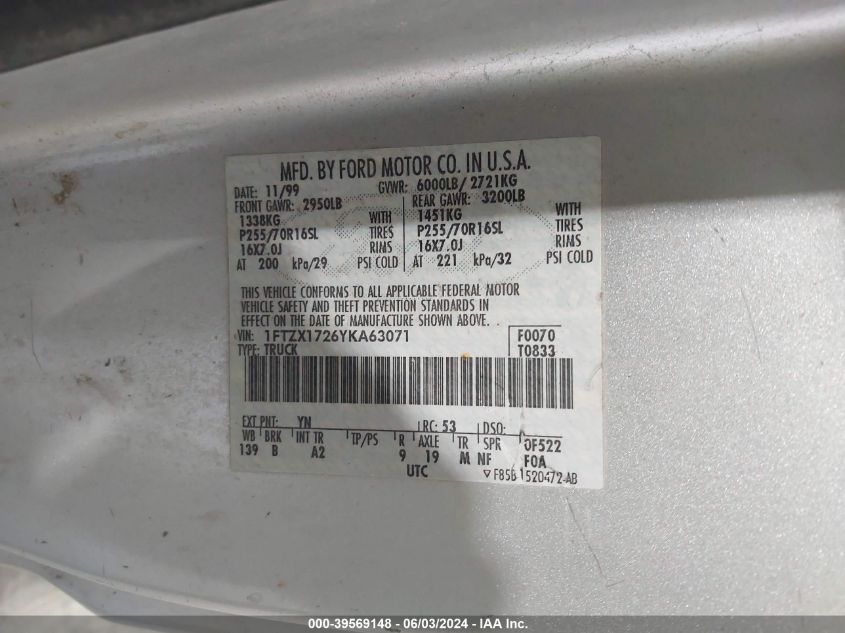 MFD. BY FORD MOTOR CO. IN U.S.A.
DATE: 11/99 GVWR: 6000LB/ 2721KG
FRONT GAWR: 2950LB REAR GAWR: 3200LB
1338KG WITH 1451KG WITH
P255/70R16SL TIRES P255/70R16SL TIRES
16X7.0J RIMS 16X7.0J RIMS
AT 200 kPa/29 PSI COLD AT 221 kPa/32 PSI COLD
THIS VEHICLE CONFORMS TO ALL APPLICABLE FEDERAL MOTOR
VEHICLE SAFETY AND THEFT PREVENTION STANDARDS IN
EFFECT ON THE DATE OF MANUFACTURE SHOWN ABOVE.
VIN: 1FTZX1726YKA63071 F0070
TYPE: TRUCK T0833
EXT PNT: YN RC: 53 DSO:
WB BRK INT TR TP/PS R AXLE TR SPR 0F522
139 B A2 9 19 M NF FOA
UTC F85B 1520472-AB
000-39569148 - 06/03/2024 - IAA Inc.